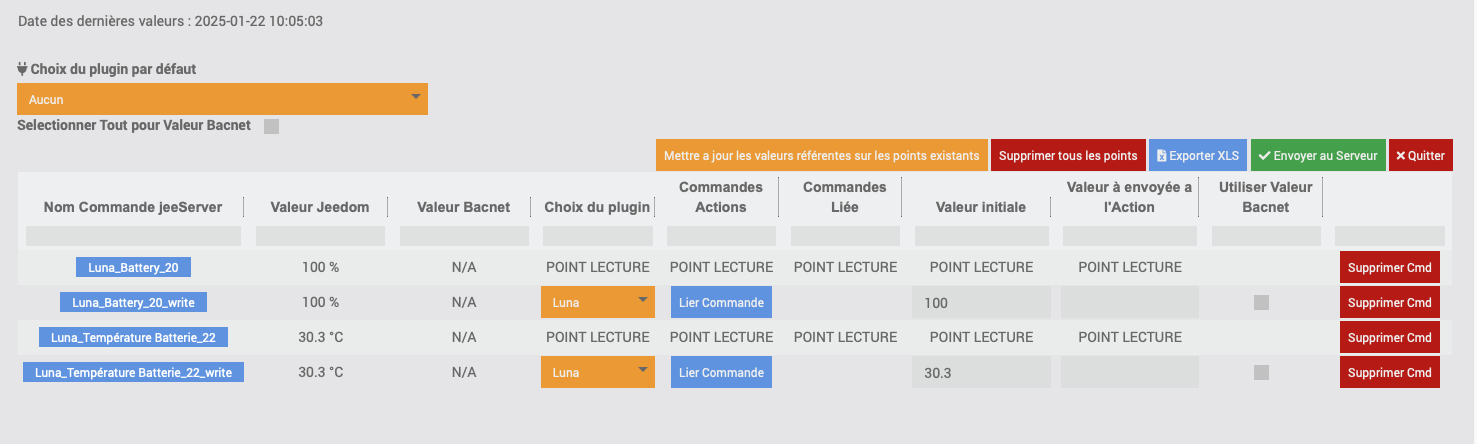 Date des dernières valeurs : 2025-01-22 10:05:03
Choix du plugin par défaut
Aucun
Selectionner Tout pour Valeur Bacnet
Mettre a jour les valeurs référentes sur les points existants Supprimer tous les points Exporter XLS Envoyer au Serveur Quitter
Nom Commande jeeServer Valeur Jeedom Valeur Bacnet Choix du plugin Commandes Actions Commandes Liée Valeur initiale Valeur à envoyée a l'Action Utiliser Valeur Bacnet
Luna_Battery_20 100 % N/A POINT LECTURE POINT LECTURE POINT LECTURE POINT LECTURE POINT LECTURE Supprimer Cmd
Luna_Battery_20_write 100 % N/A Luna Lier Commande 100 Supprimer Cmd
Luna_Température Batterie_22 30.3 °C N/A POINT LECTURE POINT LECTURE POINT LECTURE POINT LECTURE POINT LECTURE Supprimer Cmd
Luna_Température Batterie_22_write 30.3 °C N/A Luna Lier Commande 30.3 Supprimer Cmd